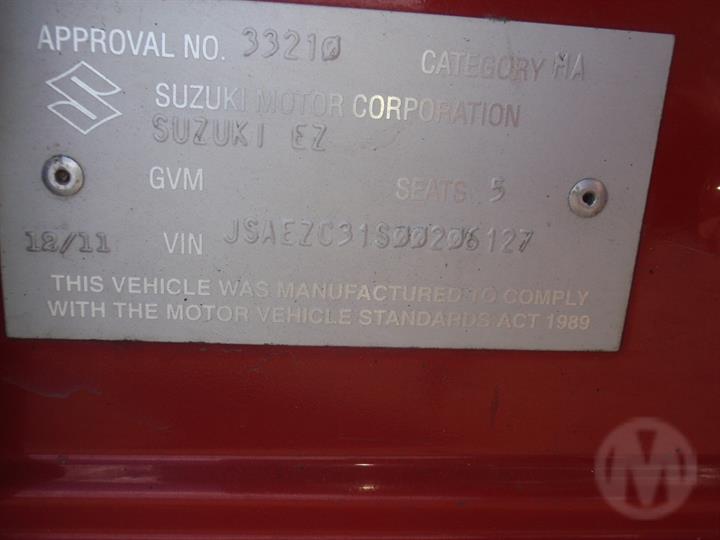 APPROVAL NO. 33210 CATEGORY MA
SUZUKI MOTOR CORPORATION
SUZUKI EZ
GVM SEATS 5
12/11 VIN JSAEZC31S00206127
THIS VEHICLE WAS MANUFACTURED TO COMPLY
WITH THE MOTOR VEHICLE STANDARDS ACT 1989
M